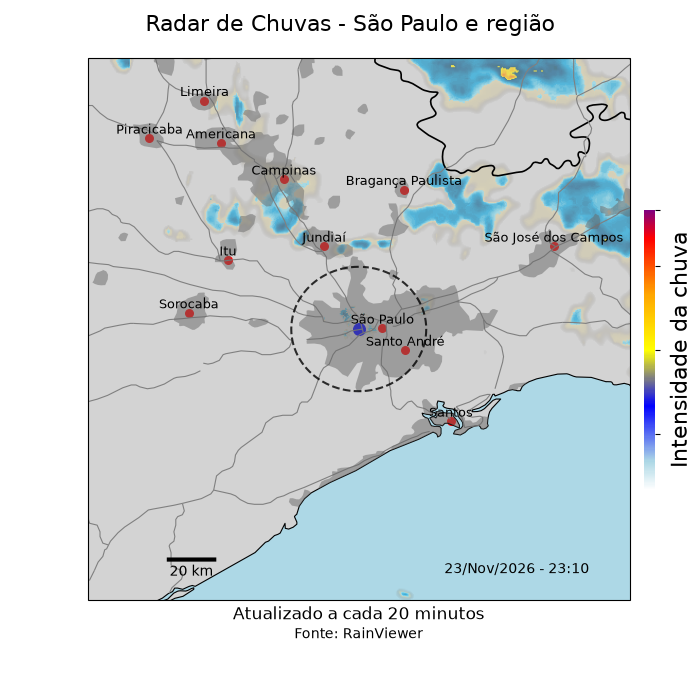 Radar de Chuvas - São Paulo e região
Limeira
Piracicaba
Americana
Campinas
Bragança Paulista
Jundiaí
São José dos Campos
Itu
Sorocaba
São Paulo
Santo André
Santos
Intensidade da chuva
20 km
23/Nov/2026 - 23:10
Atualizado a cada 20 minutos
Fonte: RainViewer